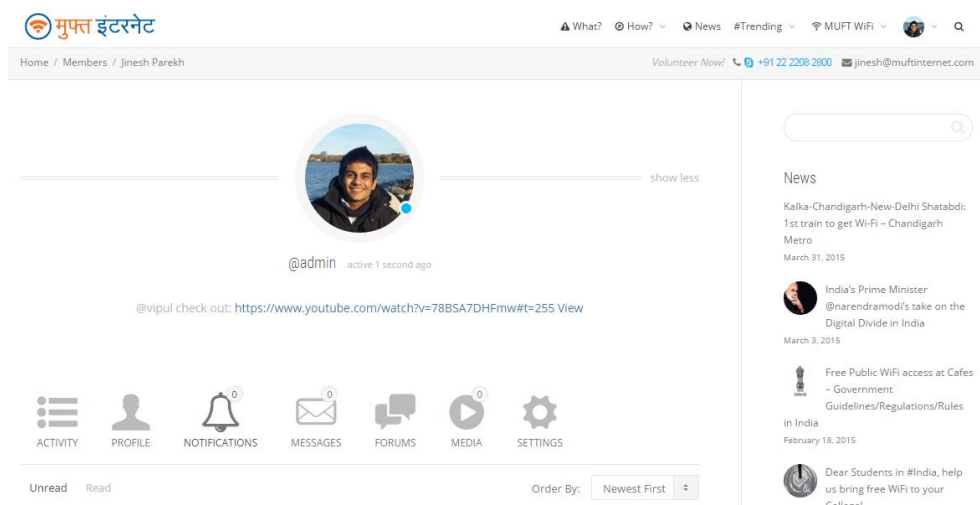 मुफ्त इंटरनेट
What? How? News #Trending MUFT WiFi
Home / Members / Jinesh Parekh
Volunteer Now! +91 22 2208 2800 jinesh@muftinternet.com
show less
@admin active 1 second ago
@vipul check out: https://www.youtube.com/watch?v=78BSA7DHFmw#t=255 View
0 0 0
ACTIVITY PROFILE NOTIFICATIONS MESSAGES FORUMS MEDIA SETTINGS
Unread Read
Order By: Newest First
News
Kalka-Chandigarh-New-Delhi Shatabdi:
1st train to get Wi-Fi – Chandigarh
Metro
March 31, 2015
India's Prime Minister
@narendramodi's take on the
Digital Divide in India
March 3, 2015
Free Public WiFi access at Cafes
– Government
Guidelines/Regulations/Rules
in India
February 18, 2015
Dear Students in #India, help
us bring free WiFi to your
College!